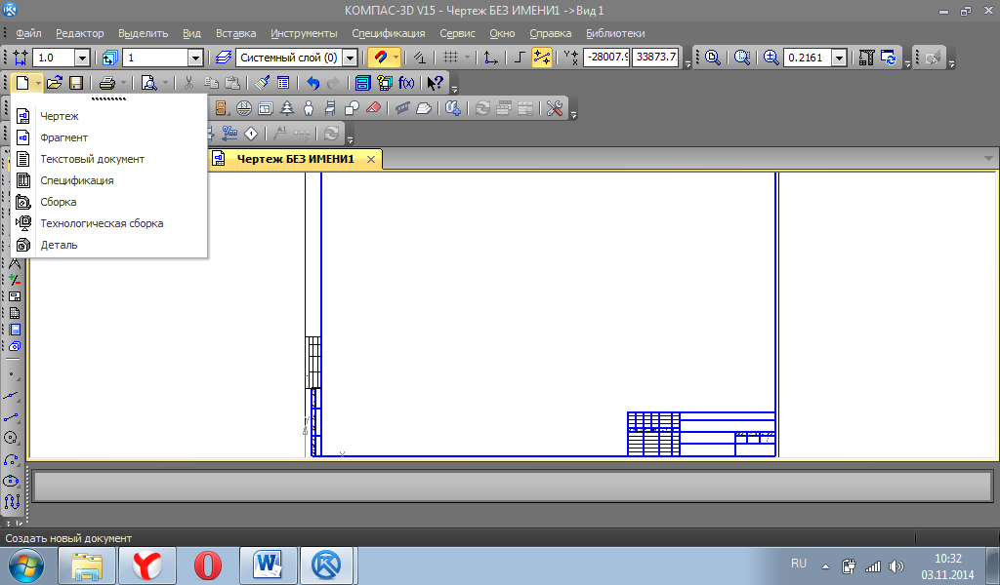 КОМПАС-3D V15 - Чертеж БЕЗ ИМЕНИ1 ->Вид 1
Файл Редактор Выделить Вид Вставка Инструменты Спецификация Сервис Окно Справка Библиотеки
1.0 1 Системный слой (0) -28007.9 33873.7 0.2161
f(x)
Чертеж
Фрагмент
Текстовый документ
Спецификация
Сборка
Технологическая сборка
Деталь
Чертеж БЕЗ ИМЕНИ1
Создать новый документ
RU
10:32
03.11.2014